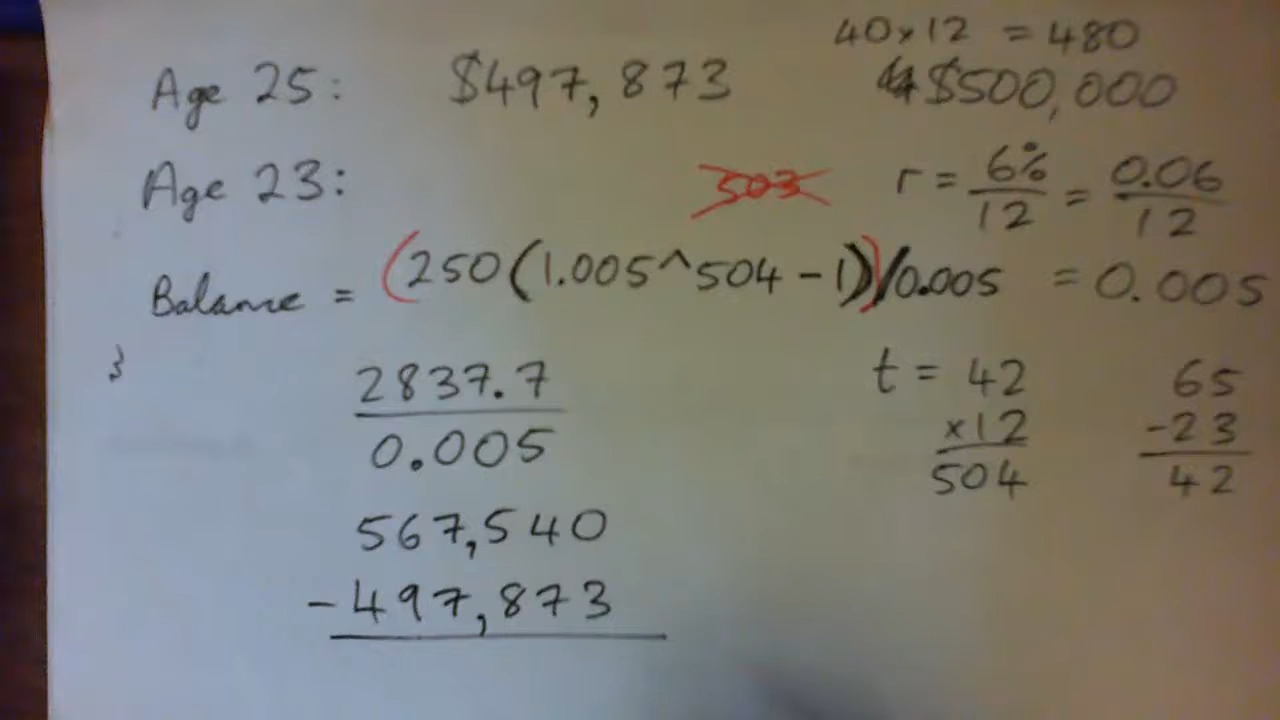 40×12 = 480
Age 25: $497,873 $500,000
Age 23: 503 r = 6%/12 = 0.06/12
Balance = (250(1.005^504-1))/0.005 = 0.005
2837.7
0.005
567,540
-497,873
t = 42
×12
504
65
-23
42